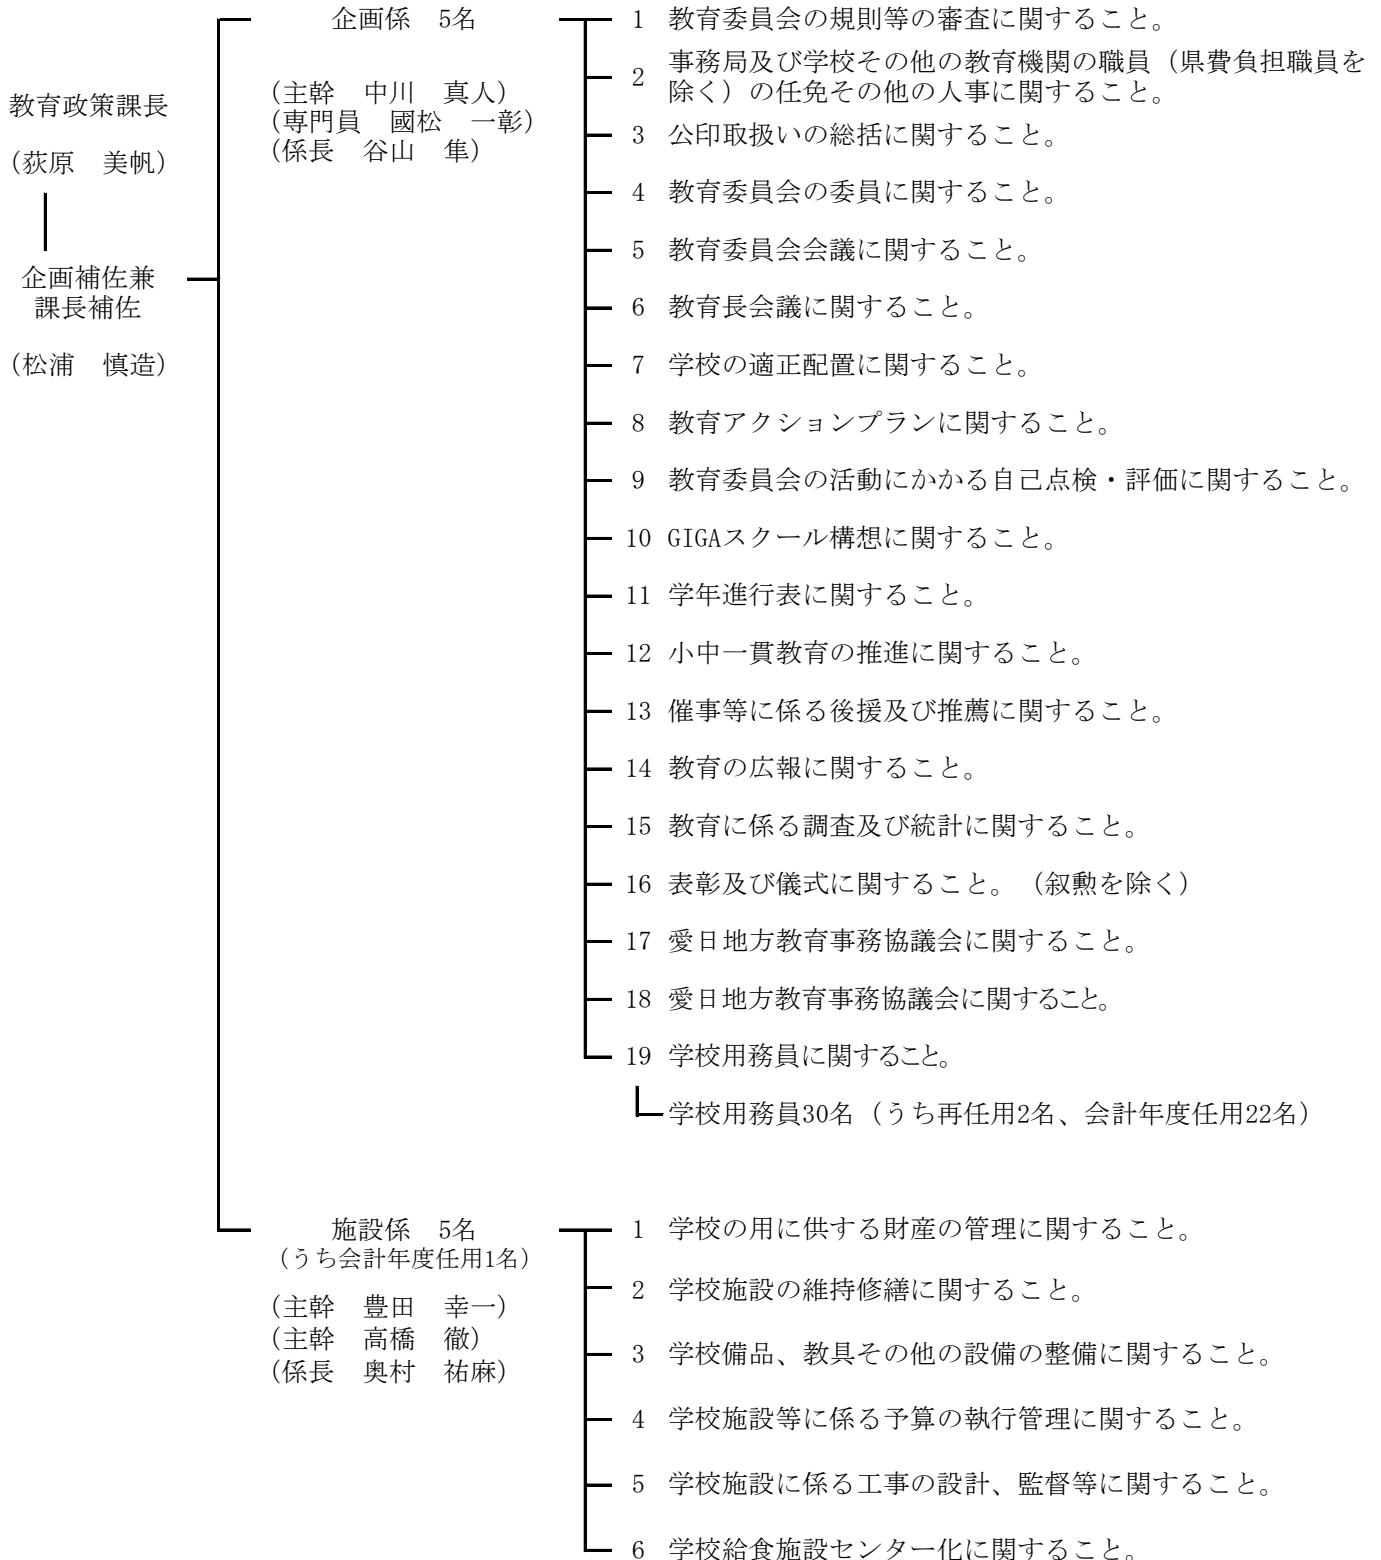 教育政策課長
(荻原 美帆)
企画補佐兼
課長補佐
(松浦 慎造)
企画係 5名
(主幹 中川 真人)
(専門員 國松 一彰)
(係長 谷山 隼)
1 教育委員会の規則等の審査に関すること。
2 事務局及び学校その他の教育機関の職員(県費負担職員を
除く)の任免その他の人事に関すること。
3 公印取扱いの総括に関すること。
4 教育委員会の委員に関すること。
5 教育委員会会議に関すること。
6 教育長会議に関すること。
7 学校の適正配置に関すること。
8 教育アクションプランに関すること。
9 教育委員会の活動にかかる自己点検・評価に関すること。
10 GIGAスクール構想に関すること。
11 学年進行表に関すること。
12 小中一貫教育の推進に関すること。
13 催事等に係る後援及び推薦に関すること。
14 教育の広報に関すること。
15 教育に係る調査及び統計に関すること。
16 表彰及び儀式に関すること。(叙勲を除く)
17 愛日地方教育事務協議会に関すること。
18 愛日地方教育事務協議会に関すること。
19 学校用務員に関すること。
学校用務員30名(うち再任用2名、会計年度任用22名)
施設係 5名
(うち会計年度任用1名)
(主幹 豊田 幸一)
(主幹 高橋 徹)
(係長 奥村 祐麻)
1 学校の用に供する財産の管理に関すること。
2 学校施設の維持修繕に関すること。
3 学校備品、教具その他の設備の整備に関すること。
4 学校施設等に係る予算の執行管理に関すること。
5 学校施設に係る工事の設計、監督等に関すること。
6 学校給食施設センター化に関すること。